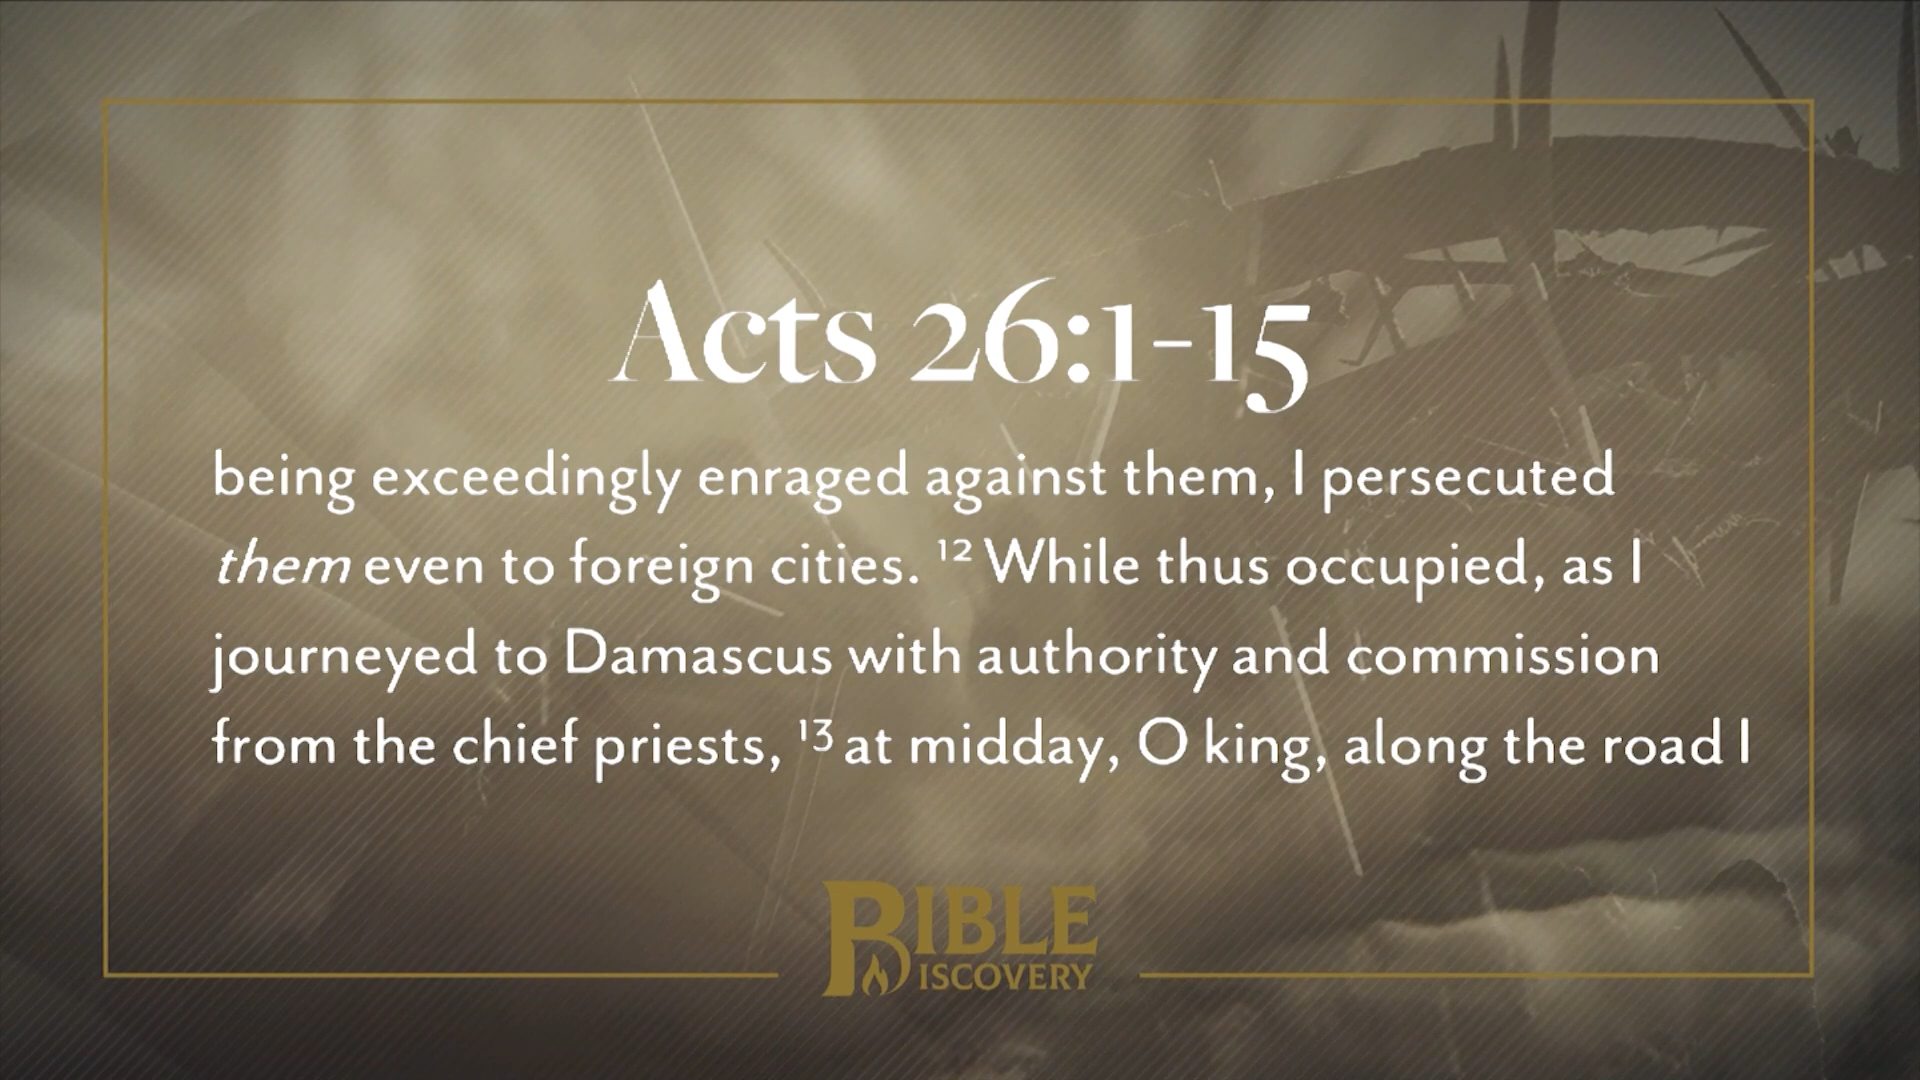 Acts 26:1-15
being exceedingly enraged against them, I persecuted
them even to foreign cities. ¹² While thus occupied, as I
journeyed to Damascus with authority and commission
from the chief priests, ¹³ at midday, O king, along the road I
BIBLE
DISCOVERY